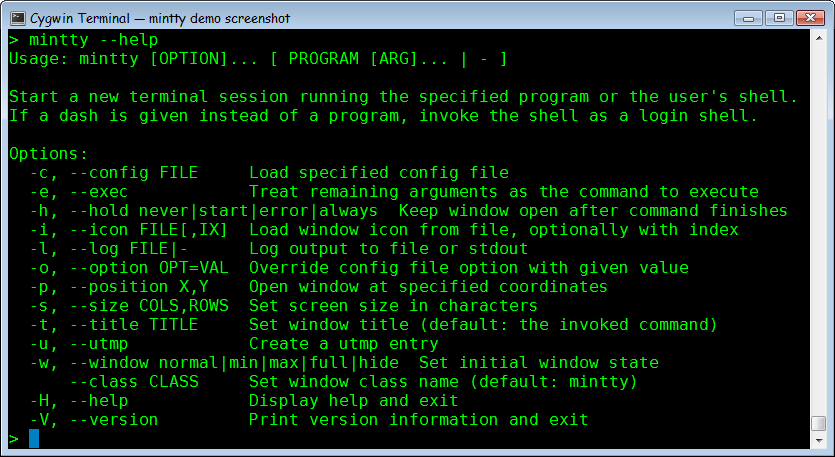 Cygwin Terminal — mintty demo screenshot
> mintty --help
Usage: mintty [OPTION]... [ PROGRAM [ARG]... | - ]
Start a new terminal session running the specified program or the user's shell.
If a dash is given instead of a program, invoke the shell as a login shell.
Options:
  -c, --config FILE     Load specified config file
  -e, --exec            Treat remaining arguments as the command to execute
  -h, --hold never|start|error|always  Keep window open after command finishes
  -i, --icon FILE[,IX]  Load window icon from file, optionally with index
  -l, --log FILE|-      Log output to file or stdout
  -o, --option OPT=VAL  Override config file option with given value
  -p, --position X,Y    Open window at specified coordinates
  -s, --size COLS,ROWS  Set screen size in characters
  -t, --title TITLE     Set window title (default: the invoked command)
  -u, --utmp            Create a utmp entry
  -w, --window normal|min|max|full|hide  Set initial window state
      --class CLASS     Set window class name (default: mintty)
  -H, --help            Display help and exit
  -V, --version         Print version information and exit
>